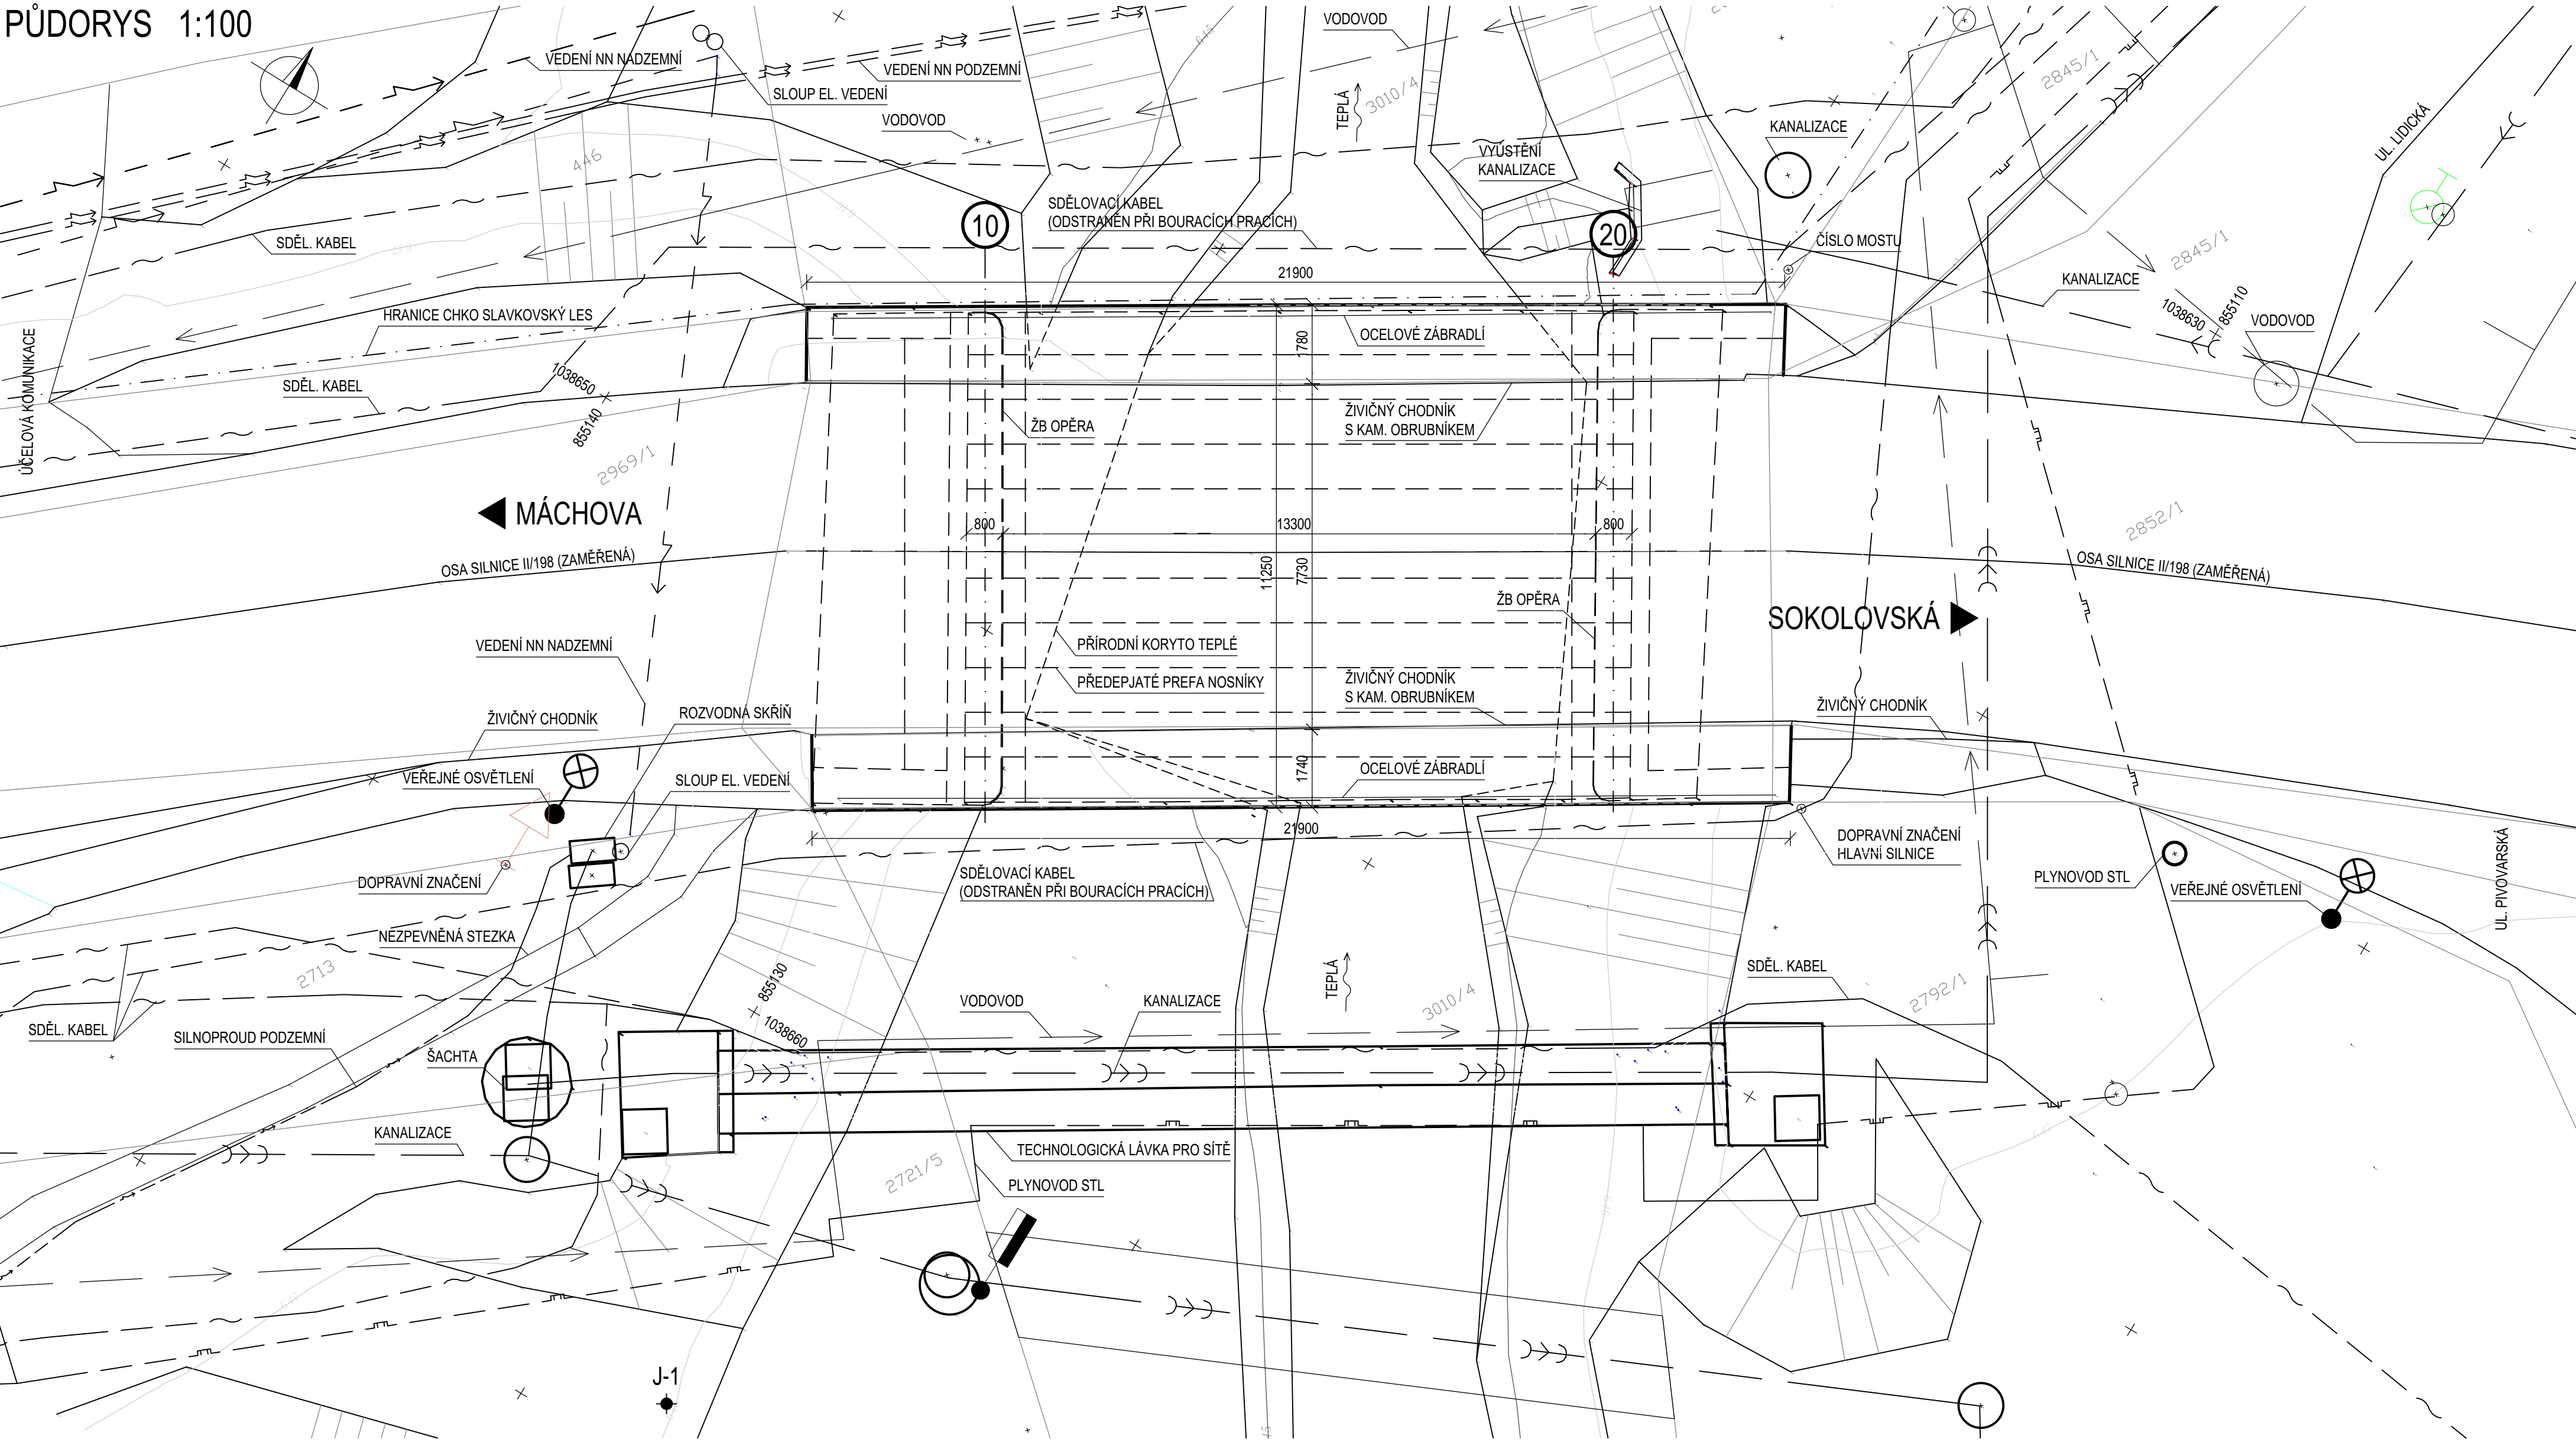 PŮDORYS 1:100
VEDENÍ NN NADZEMNÍ
VEDENÍ NN PODZEMNÍ
SLOUP EL. VEDENÍ
VODOVOD
VODOVOD
TEPLÁ
3010/4
645
2845/1
UL. LIDICKÁ
KANALIZACE
VYÚSTĚNÍ
KANALIZACE
446
SDĚL. KABEL
10
SDĚLOVACÍ KABEL
(ODSTRANĚN PŘI BOURACÍCH PRACÍCH)
20
ČÍSLO MOSTU
2845/1
KANALIZACE
21900
1038630
855110
VODOVOD
HRANICE CHKO SLAVKOVSKÝ LES
OCELOVÉ ZÁBRADLÍ
1780
ÚČELOVÁ KOMUNIKACE
SDĚL. KABEL
1038650
855140
ŽB OPĚRA
ŽIVIČNÝ CHODNÍK
S KAM. OBRUBNÍKEM
2969/1
MÁCHOVA
800
13300
800
2852/1
OSA SILNICE II/198 (ZAMĚŘENÁ)
OSA SILNICE II/198 (ZAMĚŘENÁ)
11250
7730
ŽB OPĚRA
SOKOLOVSKÁ
VEDENÍ NN NADZEMNÍ
PŘÍRODNÍ KORYTO TEPLÉ
PŘEDEPJATÉ PREFA NOSNÍKY
ŽIVIČNÝ CHODNÍK
S KAM. OBRUBNÍKEM
ŽIVIČNÝ CHODNÍK
ROZVODNÁ SKŘÍŇ
ŽIVIČNÝ CHODNÍK
VEŘEJNÉ OSVĚTLENÍ
SLOUP EL. VEDENÍ
1740
OCELOVÉ ZÁBRADLÍ
21900
DOPRAVNÍ ZNAČENÍ
HLAVNÍ SILNICE
UL. PIVOVARSKÁ
DOPRAVNÍ ZNAČENÍ
SDĚLOVACÍ KABEL
(ODSTRANĚN PŘI BOURACÍCH PRACÍCH)
PLYNOVOD STL
VEŘEJNÉ OSVĚTLENÍ
NEZPEVNĚNÁ STEZKA
2713
855130
1038660
TEPLÁ
3010/4
SDĚL. KABEL
2792/1
SDĚL. KABEL
SILNOPROUD PODZEMNÍ
VODOVOD
KANALIZACE
ŠACHTA
KANALIZACE
TECHNOLOGICKÁ LÁVKA PRO SÍTĚ
2721/5
PLYNOVOD STL
J-1